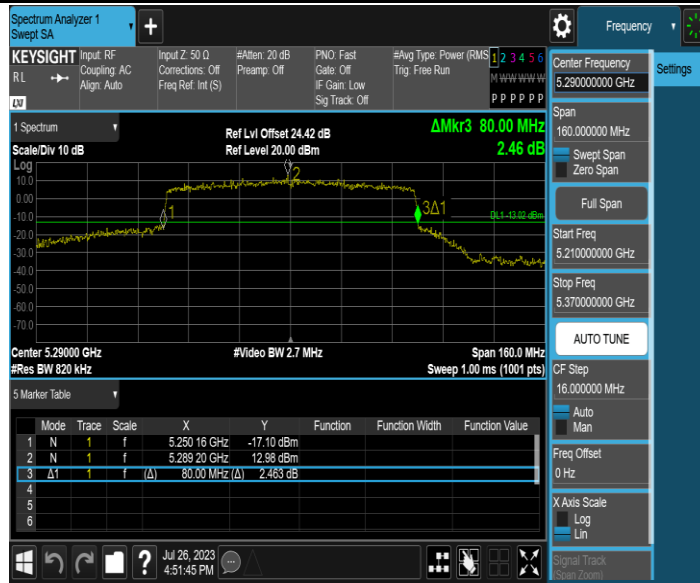 Spectrum Analyzer 1
Swept SA
+
Frequency
KEYSIGHT
RL
LXI
Input: RF
Coupling: AC
Align: Auto
Input Z: 50 Ω
Corrections: Off
Freq Ref: Int (S)
#Atten: 20 dB
Preamp: Off
PNO: Fast
Gate: Off
IF Gain: Low
Sig Track: Off
#Avg Type: Power (RMS
Trig: Free Run
1 2 3 4 5 6
M W W W W W
P P P P P P
1 Spectrum
Scale/Div 10 dB
Ref Lvl Offset 24.42 dB
Ref Level 20.00 dBm
ΔMkr3 80.00 MHz
2.46 dB
Log
10.0
0.00
-10.0
-20.0
-30.0
-40.0
-50.0
-60.0
-70.0
1
2
3Δ1
DL1 -13.02 dBm
Center 5.29000 GHz
#Video BW 2.7 MHz
Span 160.0 MHz
#Res BW 820 kHz
Sweep 1.00 ms (1001 pts)
5 Marker Table
Mode Trace Scale X Y Function Function Width Function Value
1 N 1 f 5.250 16 GHz -17.10 dBm
2 N 1 f 5.289 20 GHz 12.98 dBm
3 Δ1 1 f (Δ) 80.00 MHz (Δ) 2.463 dB
4
5
6
?
Jul 26, 2023
4:51:45 PM
Center Frequency
5.290000000 GHz
Settings
Span
160.000000 MHz
Swept Span
Zero Span
Full Span
Start Freq
5.210000000 GHz
Stop Freq
5.370000000 GHz
AUTO TUNE
CF Step
16.000000 MHz
Auto
Man
Freq Offset
0 Hz
X Axis Scale
Log
Lin
Signal Track
(Span Zoom)